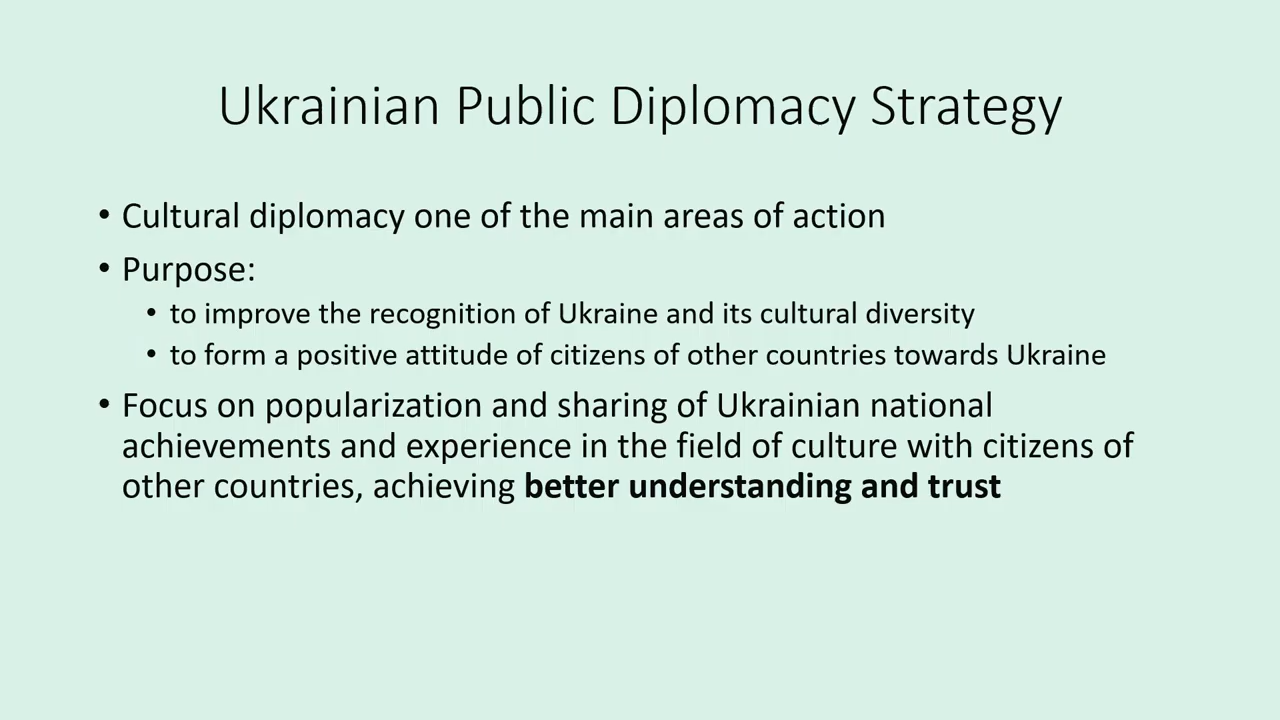 Ukrainian Public Diplomacy Strategy
• Cultural diplomacy one of the main areas of action
• Purpose:
• to improve the recognition of Ukraine and its cultural diversity
• to form a positive attitude of citizens of other countries towards Ukraine
• Focus on popularization and sharing of Ukrainian national
achievements and experience in the field of culture with citizens of
other countries, achieving better understanding and trust